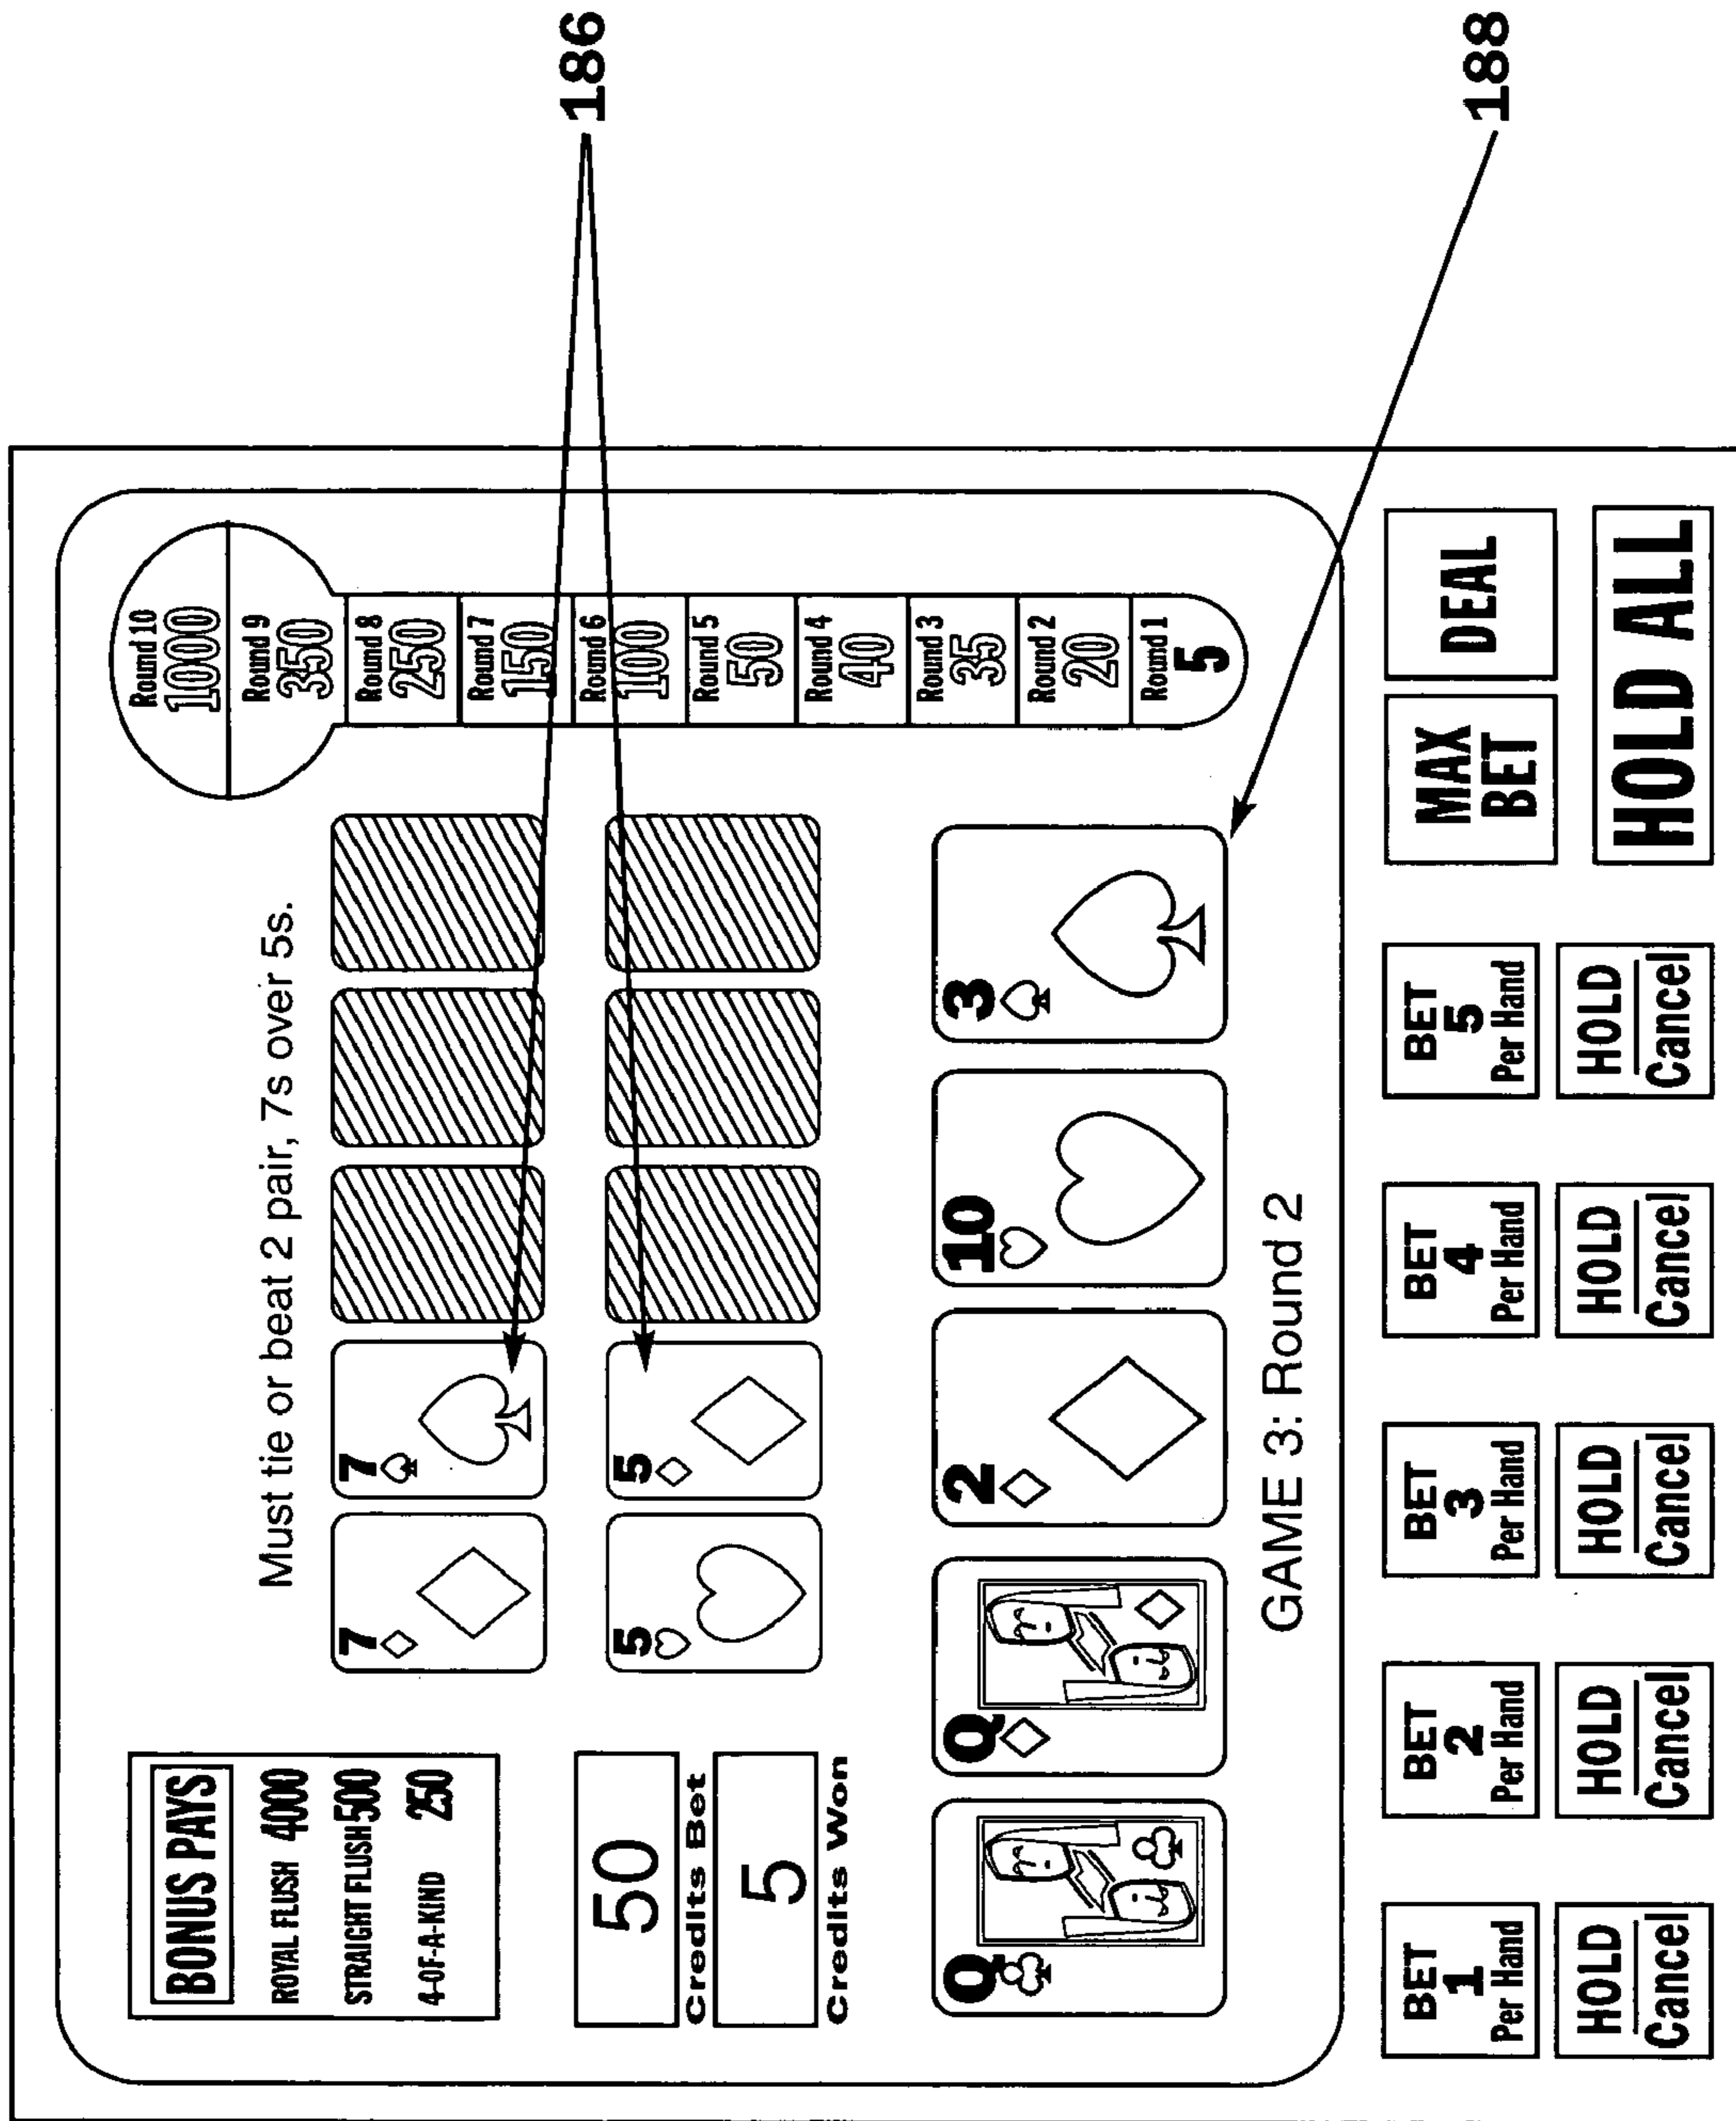 BONUS PAYS
ROYAL FLUSH 4000
STRAIGHT FLUSH 500
4-OF-A-KIND 250
Must tie or beat 2 pair, 7s over 5s.
7
7
5
5
50
Credits Bet
5
Credits Won
Round 10
1000
Round 9
350
Round 8
250
Round 7
150
Round 6
100
Round 5
50
Round 4
40
Round 3
35
Round 2
20
Round 1
5
186
Q
Q
2
10
3
188
GAME 3: Round 2
BET
1
Per Hand
BET
2
Per Hand
BET
3
Per Hand
BET
4
Per Hand
BET
5
Per Hand
MAX
BET
DEAL
HOLD
Cancel
HOLD
Cancel
HOLD
Cancel
HOLD
Cancel
HOLD
Cancel
HOLD ALL